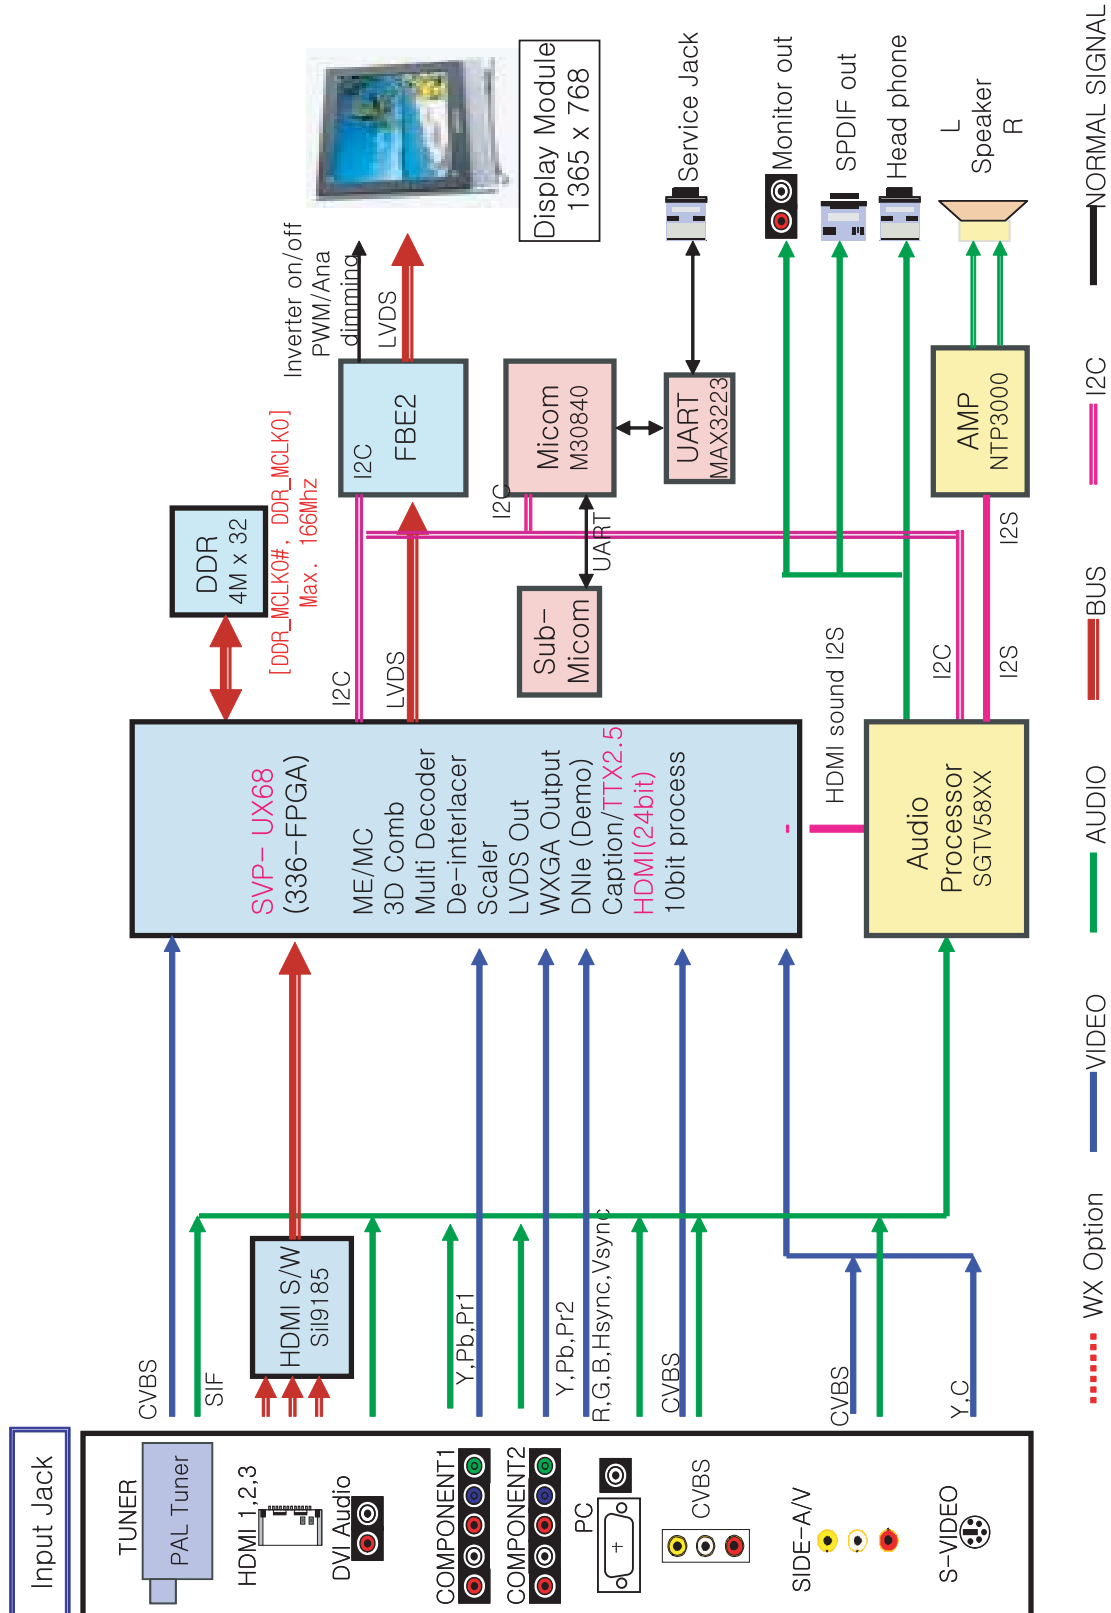 Input Jack
TUNER
PAL Tuner
HDMI 1,2,3
DVI Audio
COMPONENT1
COMPONENT2
PC
CVBS
SIDE-A/V
S-VIDEO
CVBS
SIF
HDMI S/W
SiI9185
Y,Pb,Pr1
Y,Pb,Pr2
R,G,B,Hsync,Vsync
CVBS
CVBS
Y,C
SVP- UX68
(336-FPGA)
ME/MC
3D Comb
Multi Decoder
De-interlacer
Scaler
LVDS Out
WXGA Output
DNIe (Demo)
Caption/TTX2.5
HDMI(24bit)
10bit process
HDMI sound I2S
Audio
Processor
SGTV58XX
DDR
4M x 32
[DDR_MCLK0#, DDR_MCLK0]
Max. 166Mhz
I2C
LVDS
I2C
FBE2
Inverter on/off
PWM/Ana
dimming
LVDS
Display Module
1365 x 768
Sub-
Micom
UART
I2C
Micom
M30840
UART
MAX3223
Service Jack
Monitor out
SPDIF out
Head phone
I2C
I2S
I2S
AMP
NTP3000
L
Speaker
R
WX Option
VIDEO
AUDIO
BUS
I2C
NORMAL SIGNAL